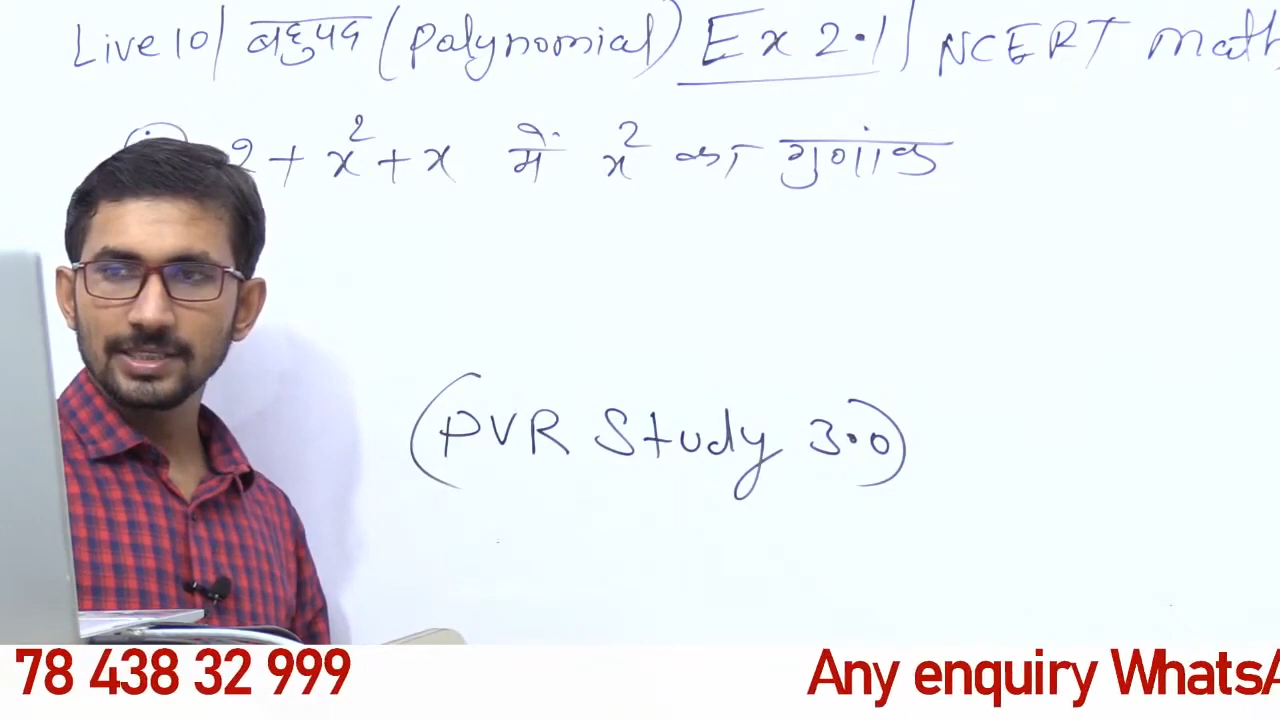 Live 10 | बहुपद (Polynomial) Ex 2.1 | NCERT math
2 + x² + x में x² का गुणांक
(PVR Study 3.0)
78 438 32 999 Any enquiry WhatsA